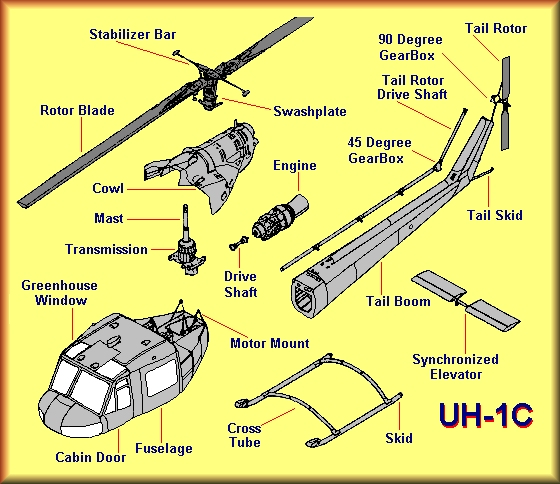 Stabilizer Bar
Tail Rotor
90 Degree
GearBox
Tail Rotor
Drive Shaft
Rotor Blade
Swashplate
45 Degree
GearBox
Engine
Cowl
Mast
Tail Skid
Transmission
Drive
Shaft
Greenhouse
Window
Tail Boom
Motor Mount
Synchronized
Elevator
UH-1C
Cross
Tube
Skid
Fuselage
Cabin Door